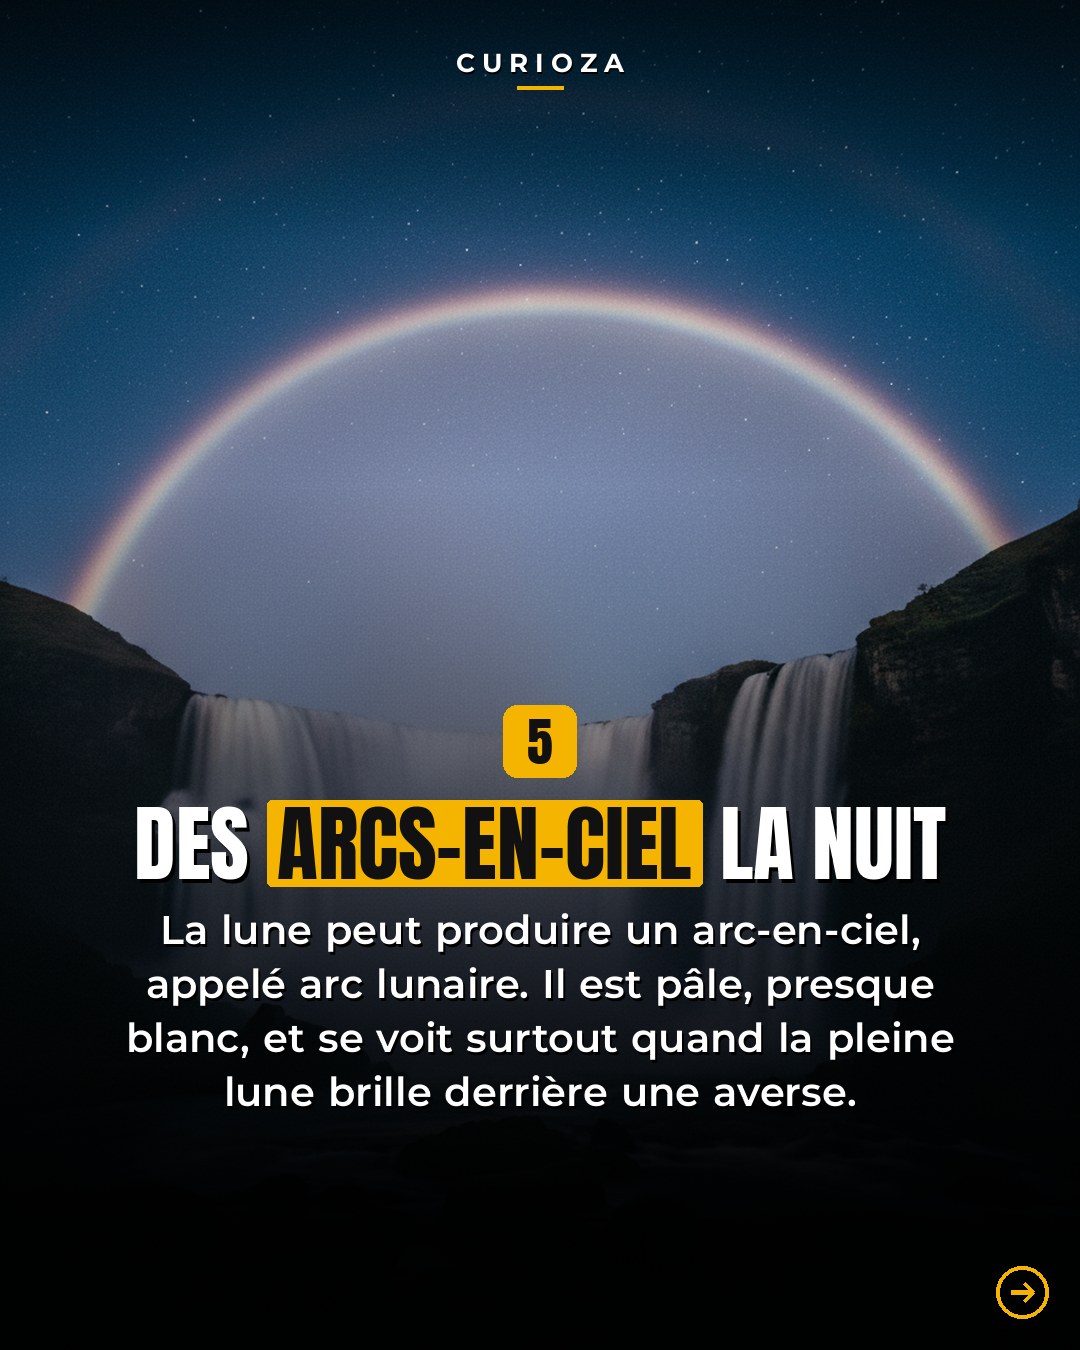 CURIOZA
5
DES ARCS-EN-CIEL LA NUIT
La lune peut produire un arc-en-ciel,
appelé arc lunaire. Il est pâle, presque
blanc, et se voit surtout quand la pleine
lune brille derrière une averse.